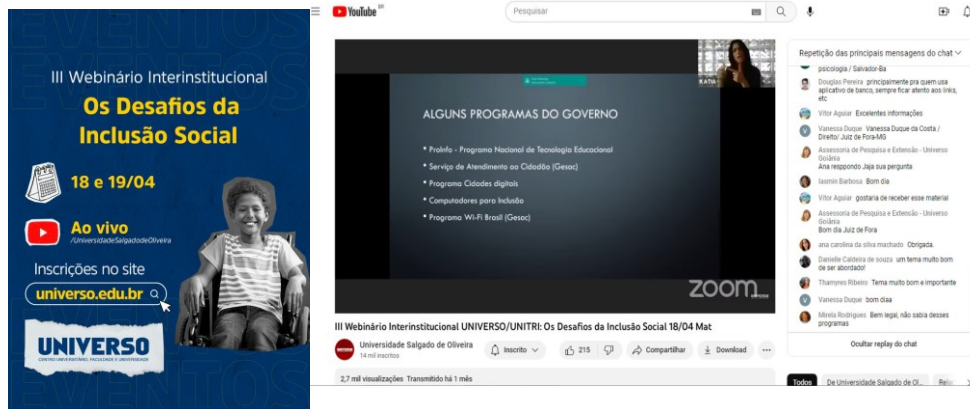 EVENTOS
III Webinário Interinstitucional
Os Desafios da
Inclusão Social
18 e 19/04
Ao vivo
/UniversidadeSalgadodeOliveira
Inscrições no site
universo.edu.br
UNIVERSO
CENTRO UNIVERSITÁRIO, FACULDADE E UNIVERSIDADE
EVENTOS
YouTube BR
Pesquisar
KATIA
ALGUNS PROGRAMAS DO GOVERNO
• ProInfo - Programa Nacional de Tecnologia Educacional
• Serviço de Atendimento ao Cidadão (Gesac)
• Programa Cidades digitais
• Computadores para Inclusão
• Programa Wi-Fi Brasil (Gesac)
zoom
III Webinário Interinstitucional UNIVERSO/UNITRI: Os Desafios da Inclusão Social 18/04 Mat
Universidade Salgado de Oliveira
14 mil inscritos
Inscrito
215
Compartilhar
Download
2,7 mil visualizações Transmitido há 1 mês
Repetição das principais mensagens do chat
psicologia / Salvador-Ba
Douglas Pereira principalmente pra quem usa
aplicativo de banco, sempre ficar atento aos links,
etc
Vitor Aguiar Excelentes informações
Vanessa Duque Vanessa Duque da Costa /
Direito/ Juiz de Fora-MG
Assessoria de Pesquisa e Extensão - Universo
Goiânia
Ana resppondo Jaja sua pergunta
Iasmin Barbosa Bom dia
Vitor Aguiar gostaria de receber esse material
Assessoria de Pesquisa e Extensão - Universo
Goiânia
Bom dia Juiz de Fora
ana carolina da silva machado Obrigada.
Danielle Caldeira de souza um tema muito bom
de ser abordado!
Thamyres Ribeiro Tema muito bom e importante
Vanessa Duque bom diaa
Mirela Rodrigues Bem legal, não sabia desses
programas
Ocultar replay do chat
Todos
De Universidade Salgado de Ol...